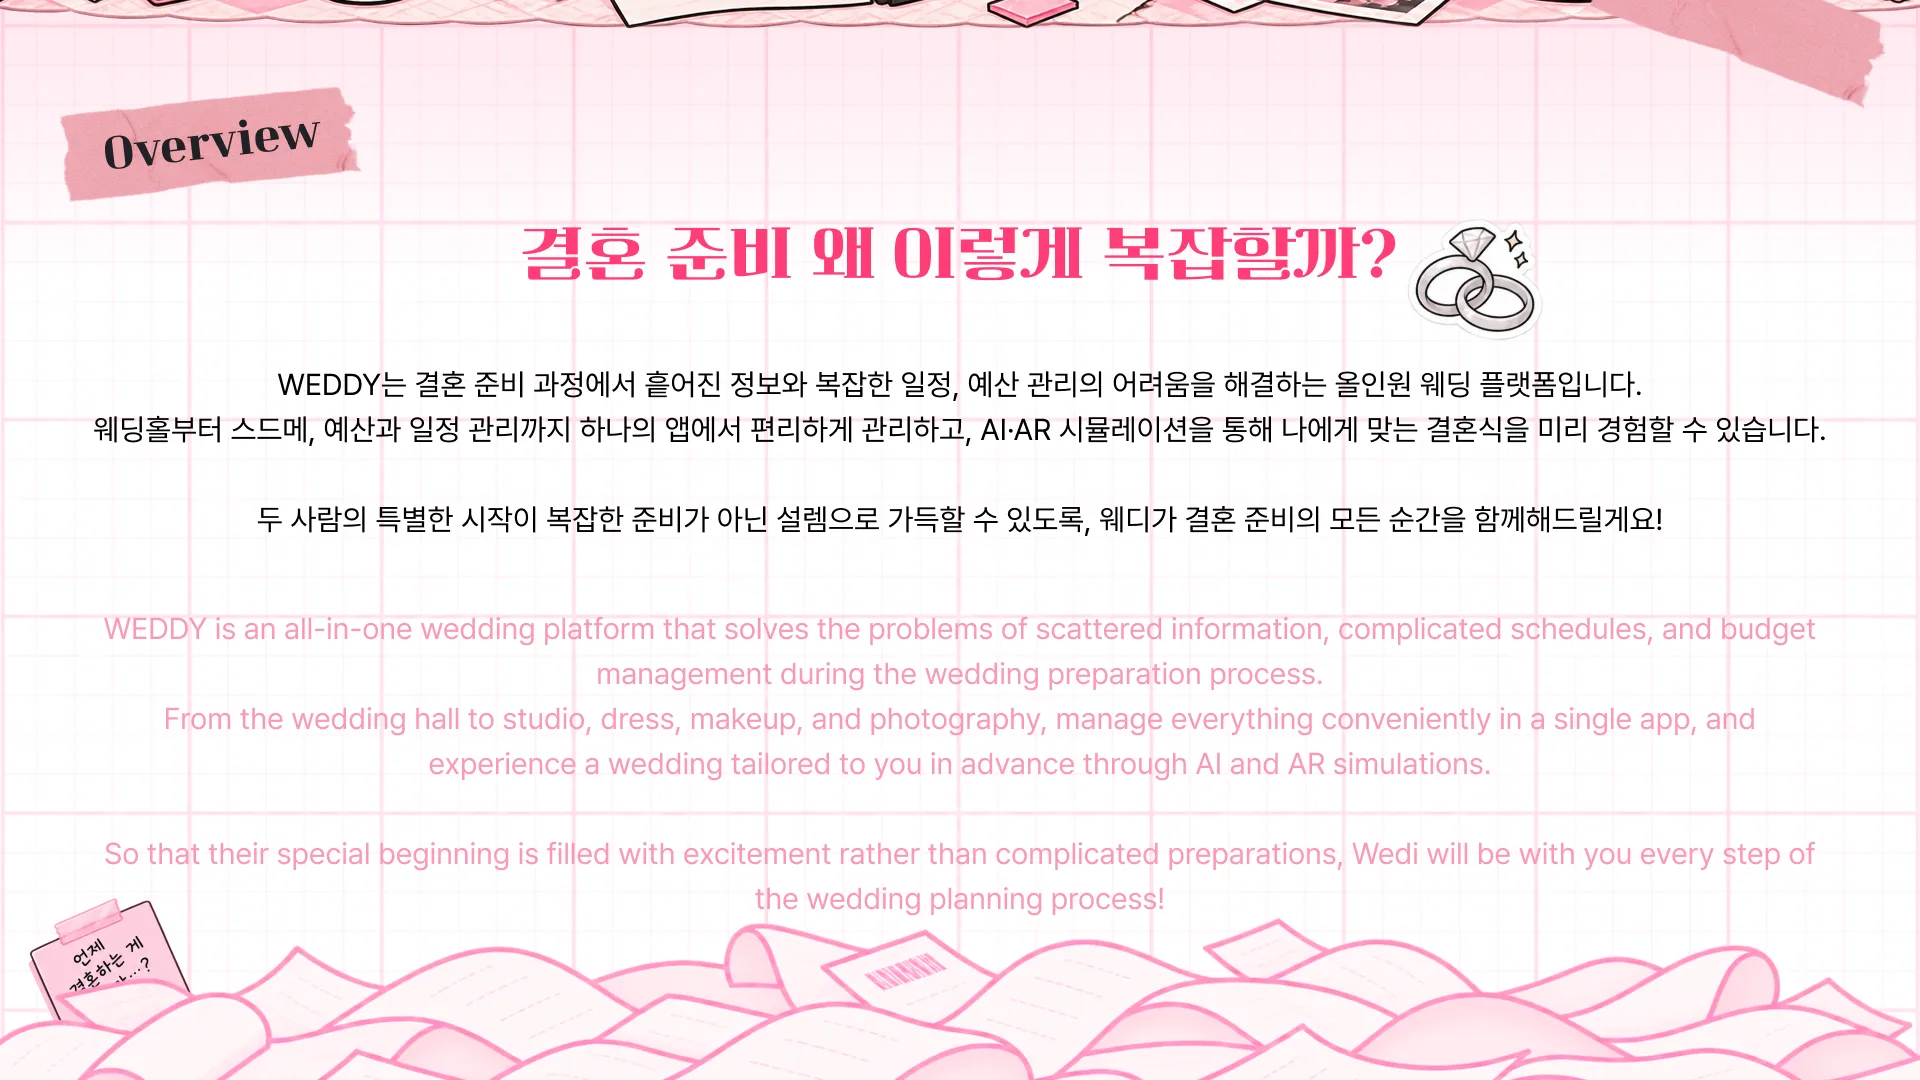 Overview
결혼 준비 왜 이렇게 복잡할까?
WEDDY는 결혼 준비 과정에서 흩어진 정보와 복잡한 일정, 예산 관리의 어려움을 해결하는 올인원 웨딩 플랫폼입니다.
웨딩홀부터 스드메, 예산과 일정 관리까지 하나의 앱에서 편리하게 관리하고, AI·AR 시뮬레이션을 통해 나에게 맞는 결혼식을 미리 경험할 수 있습니다.
두 사람의 특별한 시작이 복잡한 준비가 아닌 설렘으로 가득할 수 있도록, 웨디가 결혼 준비의 모든 순간을 함께해드릴게요!
WEDDY is an all-in-one wedding platform that solves the problems of scattered information, complicated schedules, and budget
management during the wedding preparation process.
From the wedding hall to studio, dress, makeup, and photography, manage everything conveniently in a single app, and
experience a wedding tailored to you in advance through AI and AR simulations.
So that their special beginning is filled with excitement rather than complicated preparations, Wedi will be with you every step of
the wedding planning process!
언제
결혼하는 게